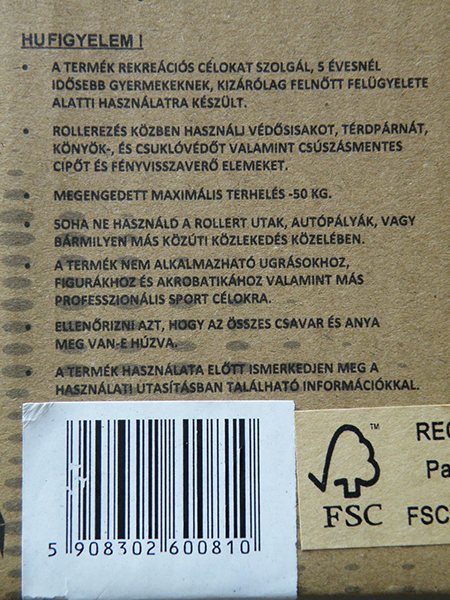 HU FIGYELEM !
• A TERMÉK REKREÁCIÓS CÉLOKAT SZOLGÁL, 5 ÉVESNÉL
IDŐSEBB GYERMEKEKNEK, KIZÁRÓLAG FELNŐTT FELÜGYELETE
ALATTI HASZNÁLATRA KÉSZÜLT.
• ROLLEREZÉS KÖZBEN HASZNÁLJ VÉDŐSISAKOT, TÉRDPÁRNÁT,
KÖNYÖK-, ÉS CSUKLÓVÉDŐT VALAMINT CSÚSZÁSMENTES
CIPŐT ÉS FÉNYVISSZAVERŐ ELEMEKET.
• MEGENGEDETT MAXIMÁLIS TERHELÉS -50 KG.
• SOHA NE HASZNÁLD A ROLLERT UTAK, AUTÓPÁLYÁK, VAGY
BÁRMILYEN MÁS KÖZÚTI KÖZLEKEDÉS KÖZELÉBEN.
• A TERMÉK NEM ALKALMAZHATÓ UGRÁSOKHOZ,
FIGURÁKHOZ ÉS AKROBATIKÁHOZ VALAMINT MÁS
PROFESSZIONÁLIS SPORT CÉLOKRA.
• ELLENŐRIZNI AZT, HOGY AZ ÖSSZES CSAVAR ÉS ANYA
MEG VAN-E HÚZVA.
• A TERMÉK HASZNÁLATA ELŐTT ISMERKEDJEN MEG A
HASZNÁLATI UTASÍTÁSBAN TALÁLHATÓ INFORMÁCIÓKKAL.
5 908302 600810
TM
FSC
REC
Pa
FSC